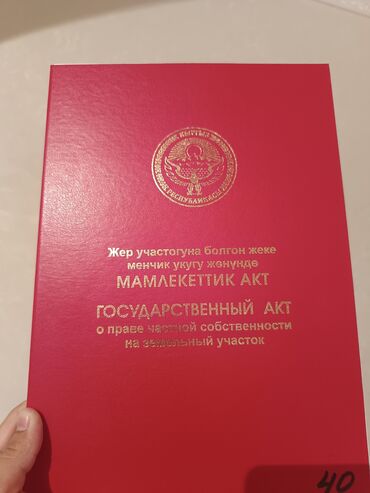 Жер участогуна болгон жеке
менчик укугу жөнүндө
МАМЛЕКЕТТИК АКТ
ГОСУДАРСТВЕННЫЙ АКТ
о праве частной собственности
на земельный участок
40